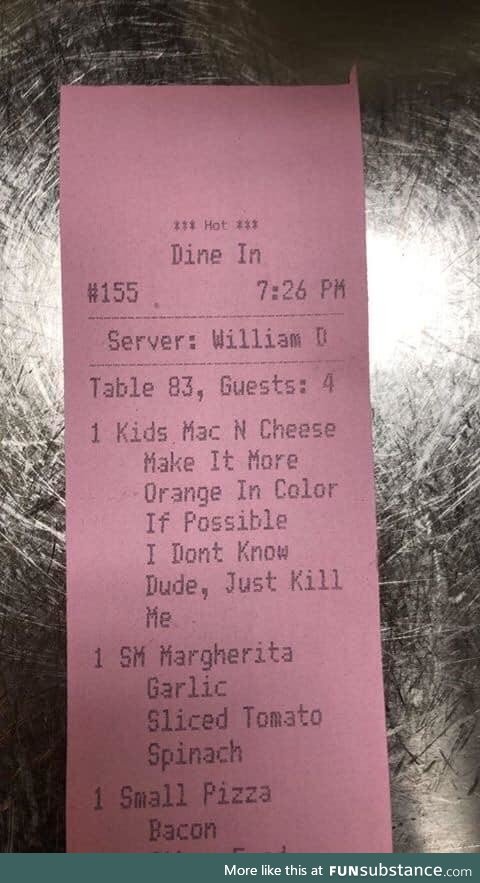 *** Hot ***
Dine In
#155 7:26 PM
Server: William D
Table 83, Guests: 4
1 Kids Mac N Cheese
Make It More
Orange In Color
If Possible
I Dont Know
Dude, Just Kill
Me
1 SM Margherita
Garlic
Sliced Tomato
Spinach
1 Small Pizza
Bacon
More like this at FUNsubstance.com